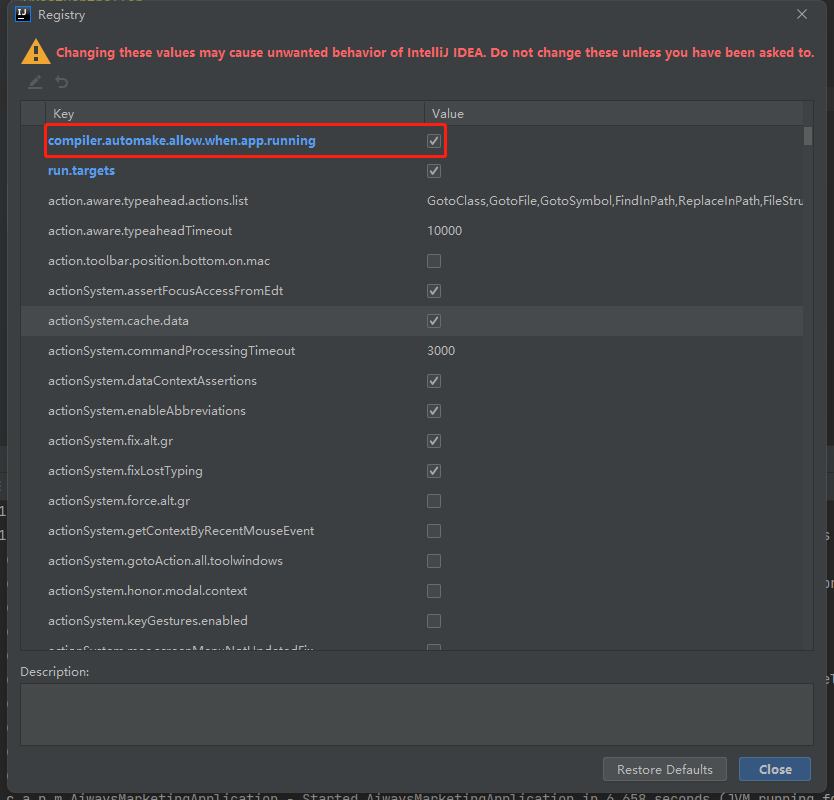 Registry
Changing these values may cause unwanted behavior of IntelliJ IDEA. Do not change these unless you have been asked to.
Key Value
compiler.automake.allow.when.app.running
run.targets
action.aware.typeahead.actions.list GotoClass,GotoFile,GotoSymbol,FindInPath,ReplaceInPath,FileStru
action.aware.typeaheadTimeout 10000
action.toolbar.position.bottom.on.mac
actionSystem.assertFocusAccessFromEdt
actionSystem.cache.data
actionSystem.commandProcessingTimeout 3000
actionSystem.dataContextAssertions
actionSystem.enableAbbreviations
actionSystem.fix.alt.gr
actionSystem.fixLostTyping
actionSystem.force.alt.gr
actionSystem.getContextByRecentMouseEvent
actionSystem.gotoAction.all.toolwindows
actionSystem.honor.modal.context
actionSystem.keyGestures.enabled
Description:
Restore Defaults Close
c.a.p.m.AiwaysMarketingApplication - Started AiwaysMarketingApplication in 6.658 seconds (JVM running